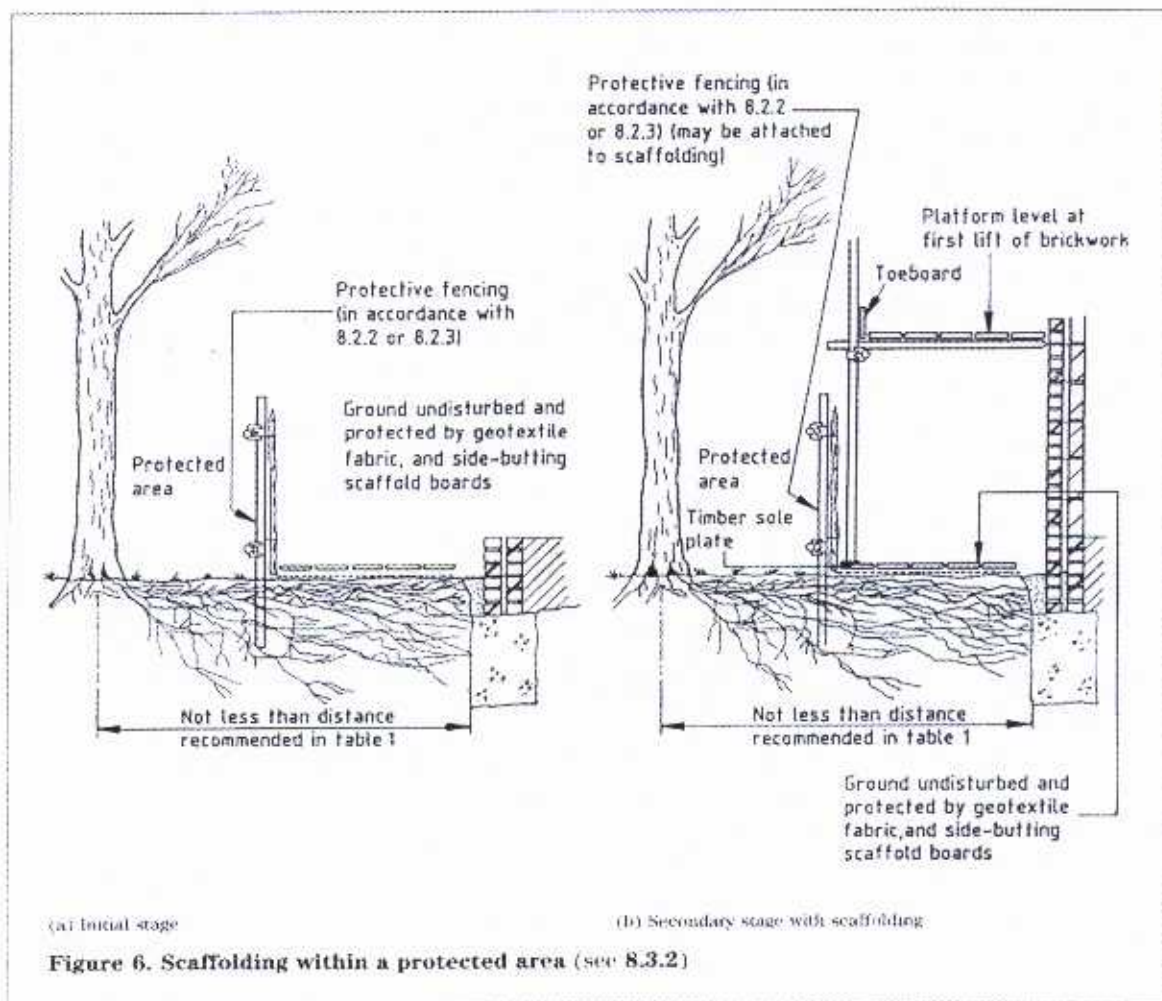 Protective fencing
(in accordance with
8.2.2 or 8.2.3)
Ground undisturbed and
protected by geotextile
fabric, and side-butting
scaffold boards
Protected
area
Not less than distance
recommended in table 1
(a) Initial stage
Protective fencing (in
accordance with 8.2.2
or 8.2.3) (may be attached
to scaffolding)
Platform level at
first lift of brickwork
Toeboard
Protected
area
Timber sole
plate
Not less than distance
recommended in table 1
Ground undisturbed and
protected by geotextile
fabric,and side-butting
scaffold boards
(b) Secondary stage with scaffolding
Figure 6. Scaffolding within a protected area (see 8.3.2)